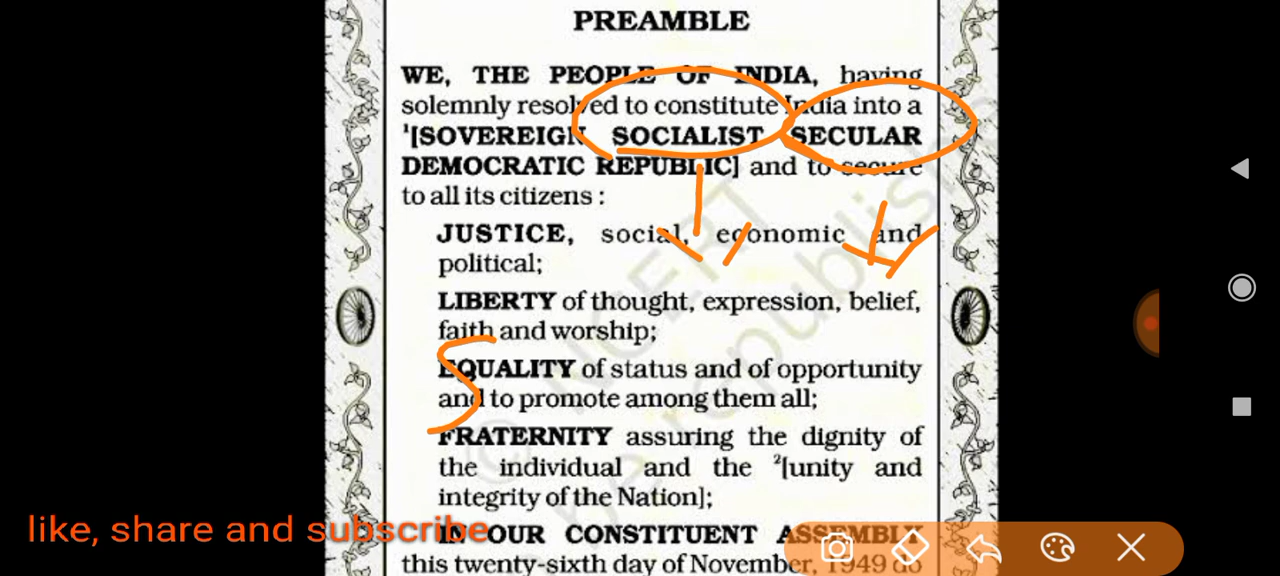 PREAMBLE
WE, THE PEOPLE OF INDIA, having
solemnly resolved to constitute India into a
¹[SOVEREIGN SOCIALIST SECULAR
DEMOCRATIC REPUBLIC] and to secure
to all its citizens :
JUSTICE, social, economic and
political;
LIBERTY of thought, expression, belief,
faith and worship;
EQUALITY of status and of opportunity
and to promote among them all;
FRATERNITY assuring the dignity of
the individual and the ²[unity and
integrity of the Nation];
IN OUR CONSTITUENT ASSEMBLY
this twenty-sixth day of November, 1949 do
like, share and subscribe
© NCERT
republish